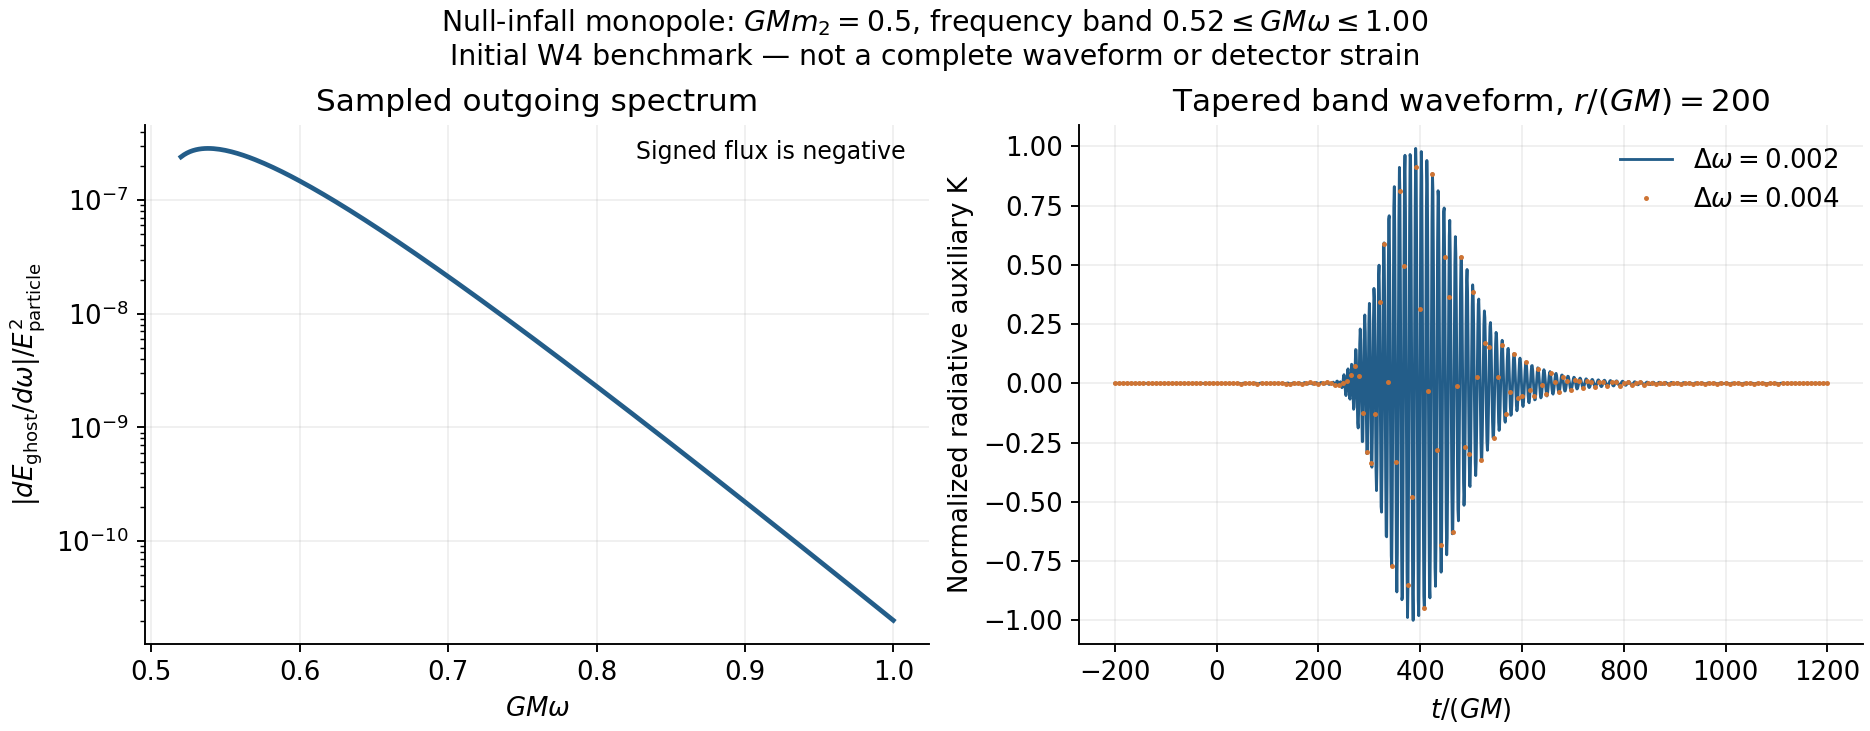 Null-infall monopole: GMm₂ = 0.5, frequency band 0.52 ≤ GMω ≤ 1.00
Initial W4 benchmark — not a complete waveform or detector strain
Sampled outgoing spectrum
Signed flux is negative
|dE_ghost/dω|/E²_particle
10⁻⁷
10⁻⁸
10⁻⁹
10⁻¹⁰
0.5 0.6 0.7 0.8 0.9 1.0
GMω
Tapered band waveform, r/(GM) = 200
Δω = 0.002
Δω = 0.004
Normalized radiative auxiliary K
1.00
0.75
0.50
0.25
0.00
−0.25
−0.50
−0.75
−1.00
−200 0 200 400 600 800 1000 1200
t/(GM)